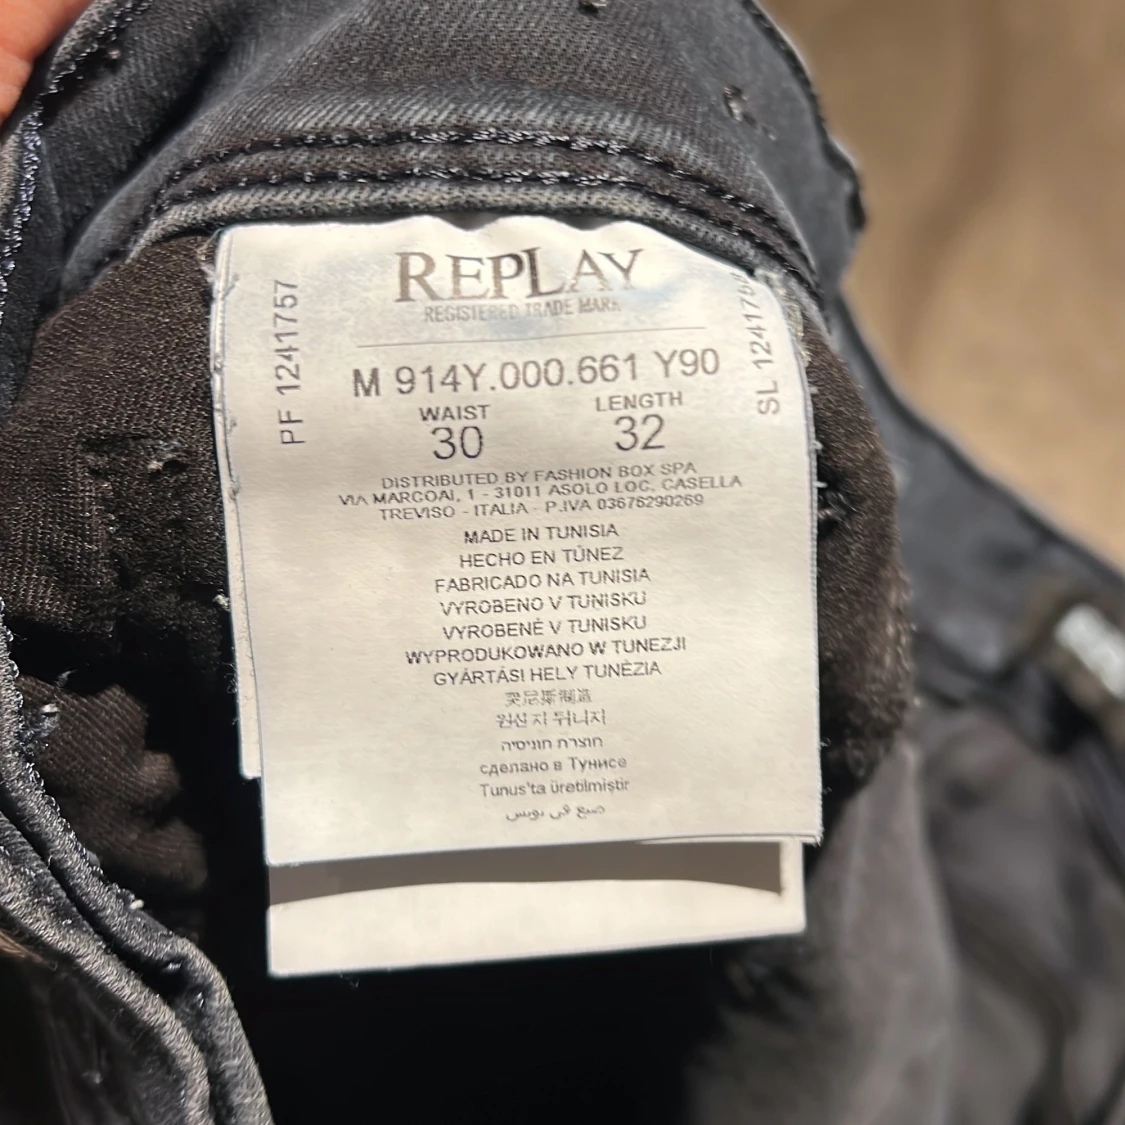 REPLAY
REGISTERED TRADE MARK
PF 1241757
SL 124175
M 914Y.000.661 Y90
WAIST LENGTH
30 32
DISTRIBUTED BY FASHION BOX SPA
VIA MARCOAI, 1 - 31011 ASOLO LOC. CASELLA
TREVISO - ITALIA - P.IVA 03676290269
MADE IN TUNISIA
HECHO EN TÚNEZ
FABRICADO NA TUNISIA
VYROBENO V TUNISKU
VYROBENÉ V TUNISKU
WYPRODUKOWANO W TUNEZJI
GYÁRTÁSI HELY TUNÉZIA
突尼斯制造
원산지 튀니지
תוצרת תוניסיה
сделано в Тунисе
Tunus'ta üretilmiştir
صنع في تونس